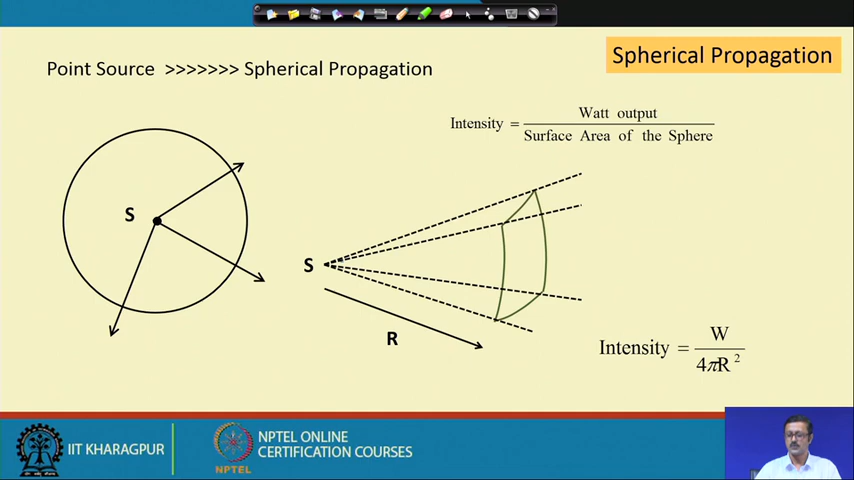 Spherical Propagation
Point Source >>>>>>> Spherical Propagation
Intensity = Watt output / Surface Area of the Sphere
S
S
R
Intensity = W / 4πR²
IIT KHARAGPUR
NPTEL
NPTEL ONLINE
CERTIFICATION COURSES